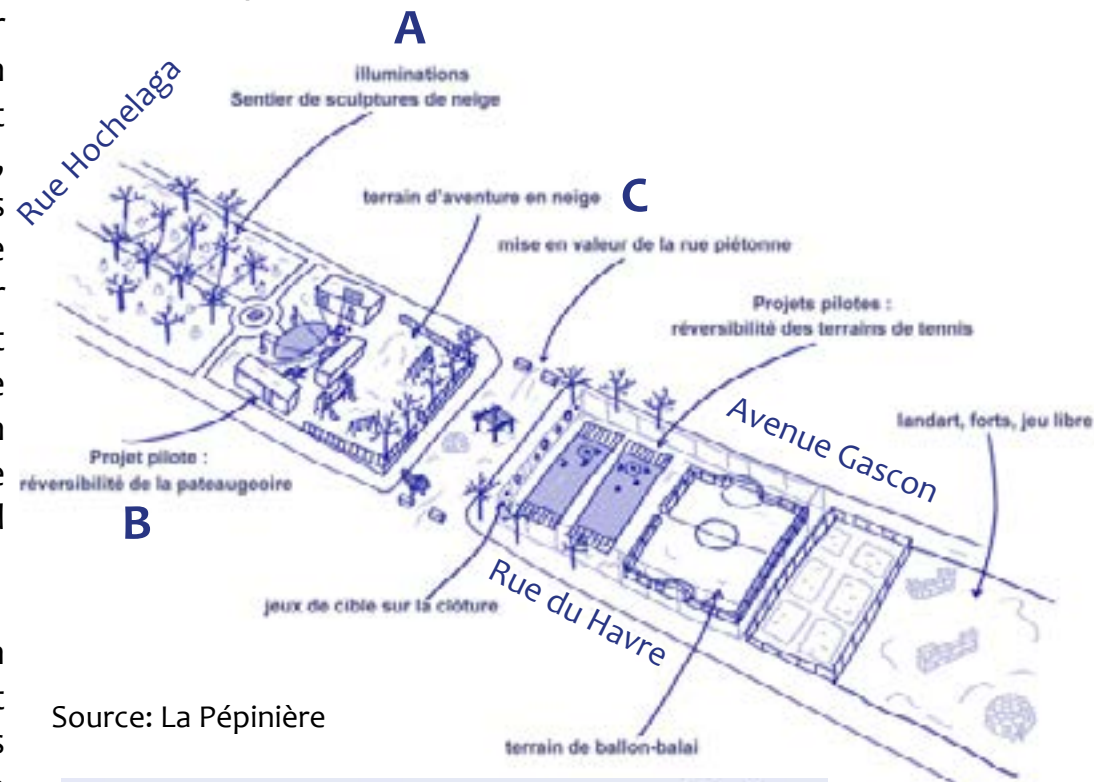 A
illuminations
Sentier de sculptures de neige
Rue Hochelaga
terrain d'aventure en neige
C
mise en valeur de la rue piétonne
Projets pilotes :
réversibilité des terrains de tennis
Avenue Gascon
landart, forts, jeu libre
Projet pilote :
réversibilité de la pateaugeoire
B
Rue du Havre
jeux de cible sur la clôture
Source: La Pépinière
terrain de ballon-balai